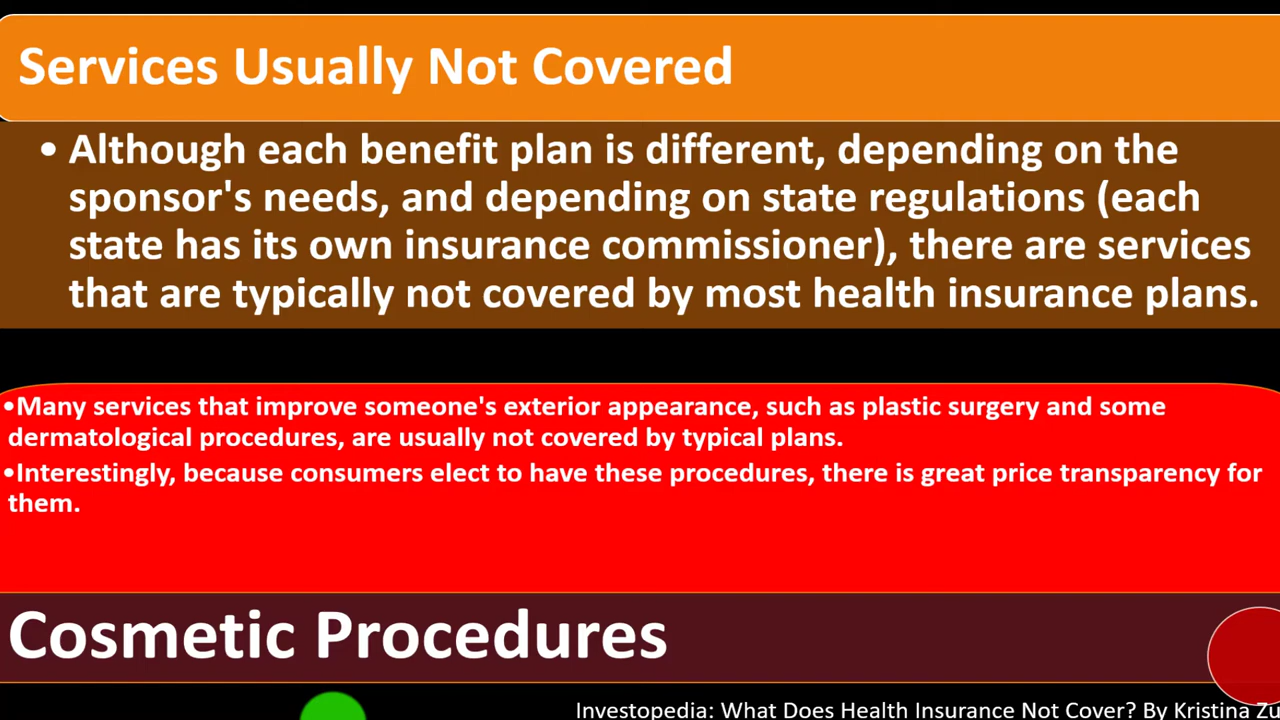 Services Usually Not Covered
• Although each benefit plan is different, depending on the
sponsor's needs, and depending on state regulations (each
state has its own insurance commissioner), there are services
that are typically not covered by most health insurance plans.
•Many services that improve someone's exterior appearance, such as plastic surgery and some
dermatological procedures, are usually not covered by typical plans.
•Interestingly, because consumers elect to have these procedures, there is great price transparency for
them.
Cosmetic Procedures
Investopedia: What Does Health Insurance Not Cover? By Kristina